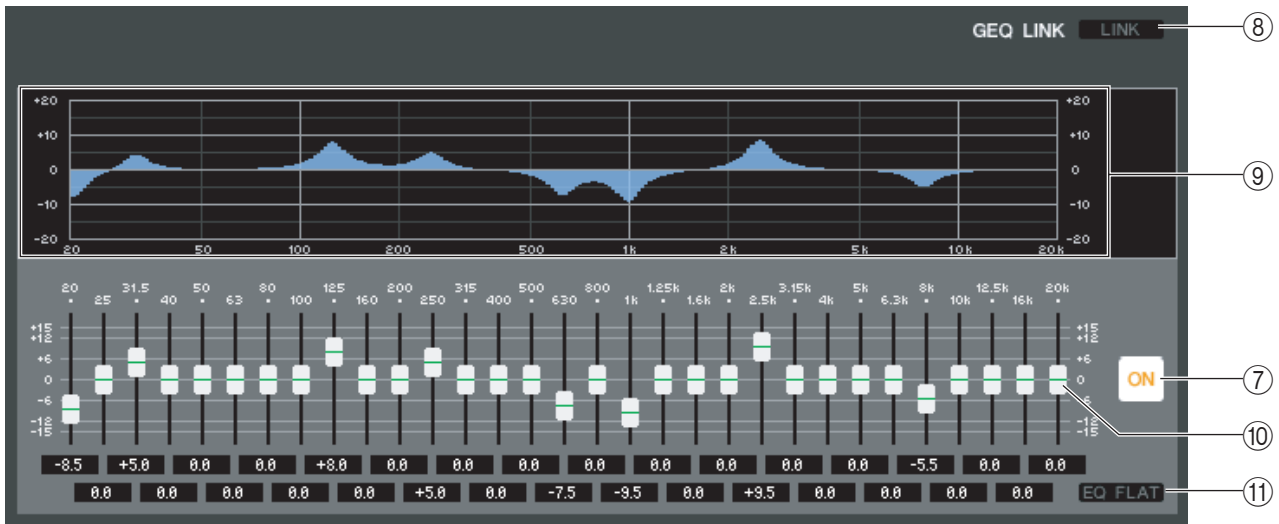 GEQ LINK LINK ⑧
+20 +20
+10 +10
0 0 ⑨
-10 -10
-20 -20
20 50 100 200 500 1k 2k 5k 10k 20k
20 31.5 50 80 125 200 315 500 800 1.25k 2k 3.15k 5k 8k 12.5k 20k
25 40 63 100 160 250 400 630 1k 1.6k 2.5k 4k 6.3k 10k 16k
+15 +15
+12 +12
+6 +6
0 0 ON ⑦
-6 -6
-12 -12
-15 -15 ⑩
-8.5 +5.0 0.0 0.0 +8.0 0.0 0.0 0.0 0.0 0.0 0.0 0.0 0.0 -5.5 0.0 0.0
0.0 0.0 0.0 0.0 0.0 +5.0 0.0 -7.5 -9.5 0.0 +9.5 0.0 0.0 0.0 0.0 EQ FLAT ⑪